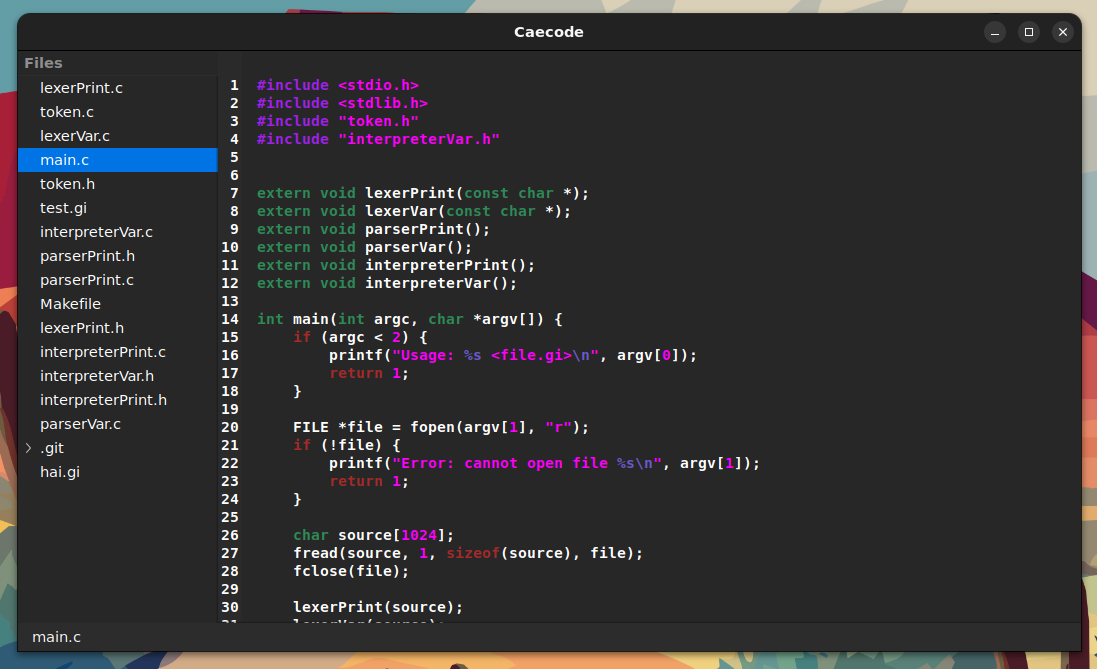 Caecode
Files
lexerPrint.c
token.c
lexerVar.c
main.c
token.h
test.gi
interpreterVar.c
parserPrint.h
parserPrint.c
Makefile
lexerPrint.h
interpreterPrint.c
interpreterVar.h
interpreterPrint.h
parserVar.c
.git
hai.gi
1 #include <stdio.h>
2 #include <stdlib.h>
3 #include "token.h"
4 #include "interpreterVar.h"
5
6
7 extern void lexerPrint(const char *);
8 extern void lexerVar(const char *);
9 extern void parserPrint();
10 extern void parserVar();
11 extern void interpreterPrint();
12 extern void interpreterVar();
13
14 int main(int argc, char *argv[]) {
15     if (argc < 2) {
16         printf("Usage: %s <file.gi>\n", argv[0]);
17         return 1;
18     }
19
20     FILE *file = fopen(argv[1], "r");
21     if (!file) {
22         printf("Error: cannot open file %s\n", argv[1]);
23         return 1;
24     }
25
26     char source[1024];
27     fread(source, 1, sizeof(source), file);
28     fclose(file);
29
30     lexerPrint(source);
31     lexerVar(source);
main.c